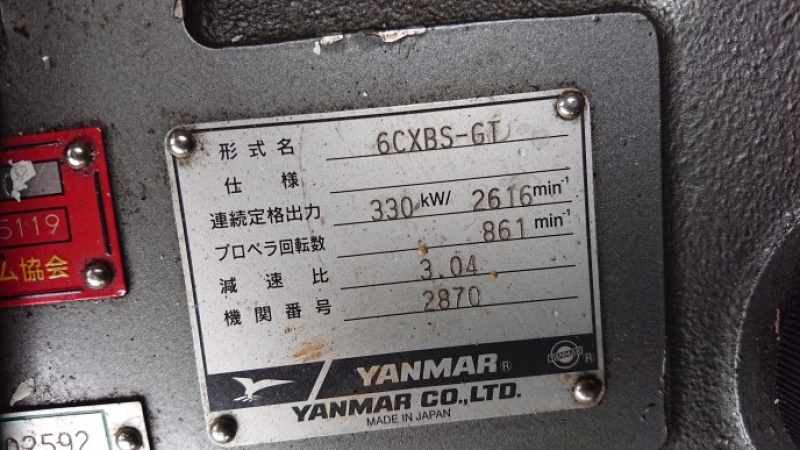 形式名 6CXBS-GT
仕様
連続定格出力 330 kW/ 2616 min⁻¹
プロペラ回転数 861 min⁻¹
減速比 3.04
機関番号 2870
YANMAR ®
YANMAR ®
YANMAR CO.,LTD.
MADE IN JAPAN
5119
ム協会
02592